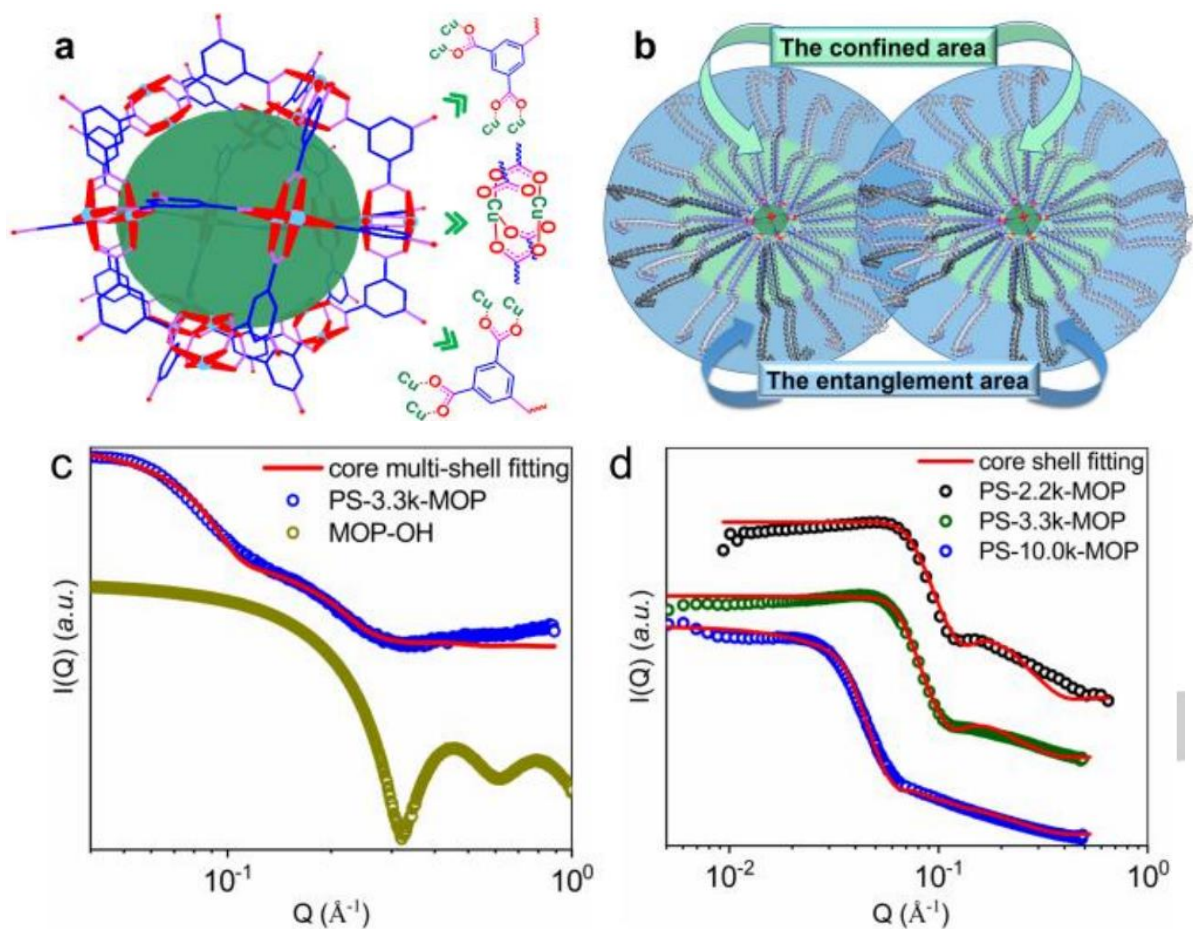 a
Cu
Cu
O
O
O
O
Cu
Cu
O
O
O
O
Cu
Cu
O
O
O
O
Cu
Cu
O
O
Cu
Cu
O
O
b
The confined area
The entanglement area
c
core multi-shell fitting
PS-3.3k-MOP
MOP-OH
I(Q) (a.u.)
10⁻¹
10⁰
Q (Å⁻¹)
d
core shell fitting
PS-2.2k-MOP
PS-3.3k-MOP
PS-10.0k-MOP
I(Q) (a.u.)
10⁻²
10⁻¹
10⁰
Q (Å⁻¹)